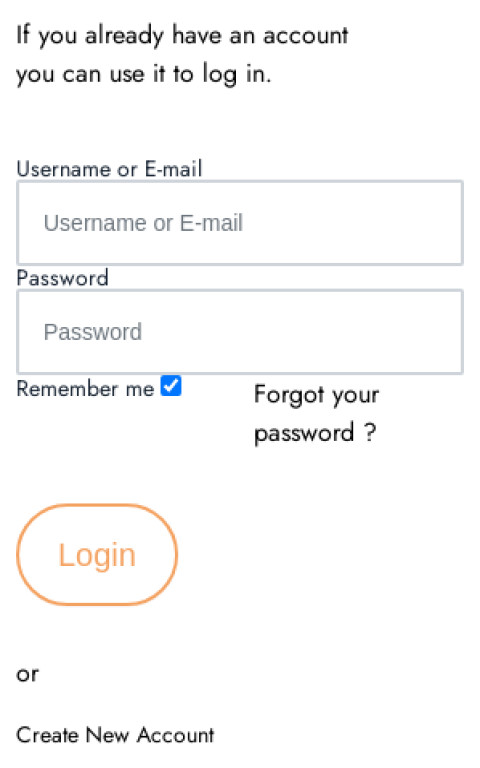 If you already have an account
you can use it to log in.
Username or E-mail
Username or E-mail
Password
Password
Remember me
Forgot your
password ?
Login
or
Create New Account